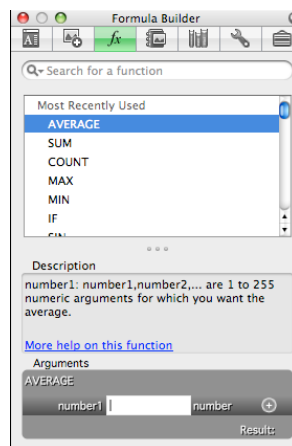 Formula Builder
fx
Search for a function
Most Recently Used
AVERAGE
SUM
COUNT
MAX
MIN
IF
SIN
Description
number1: number1,number2,... are 1 to 255
numeric arguments for which you want the
average.
More help on this function
Arguments
AVERAGE
number1 number
Result: